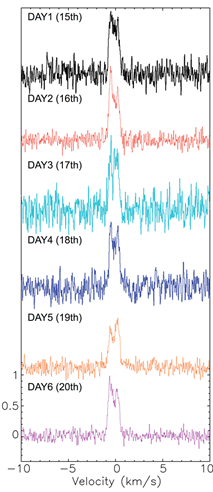 DAY1 (15th)
DAY2 (16th)
DAY3 (17th)
DAY4 (18th)
DAY5 (19th)
1
DAY6 (20th)
0.5
0
−10 −5 0 5 10
Velocity (km/s)